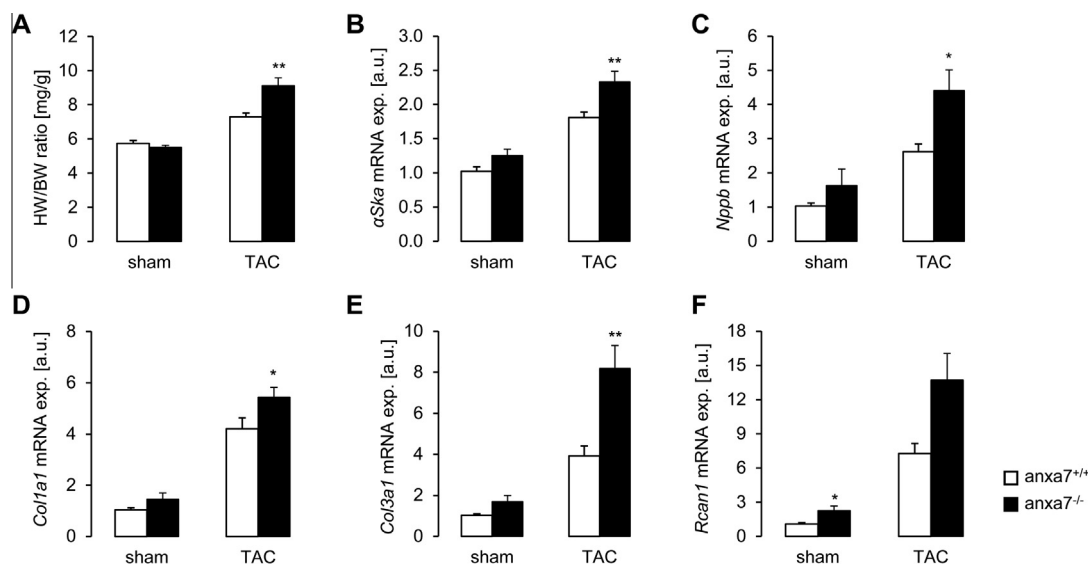 A
HW/BW ratio [mg/g]
12
10
8
6
4
2
0
**
sham
TAC
B
αSka mRNA exp. [a.u.]
3.0
2.5
2.0
1.5
1.0
0.5
0.0
**
sham
TAC
C
Nppb mRNA exp. [a.u.]
6
5
4
3
2
1
0
*
sham
TAC
D
Col1a1 mRNA exp. [a.u.]
8
6
4
2
0
*
sham
TAC
E
Col3a1 mRNA exp. [a.u.]
10
8
6
4
2
0
**
sham
TAC
F
Rcan1 mRNA exp. [a.u.]
18
15
12
9
6
3
0
*
sham
TAC
anxa7+/+
anxa7-/-